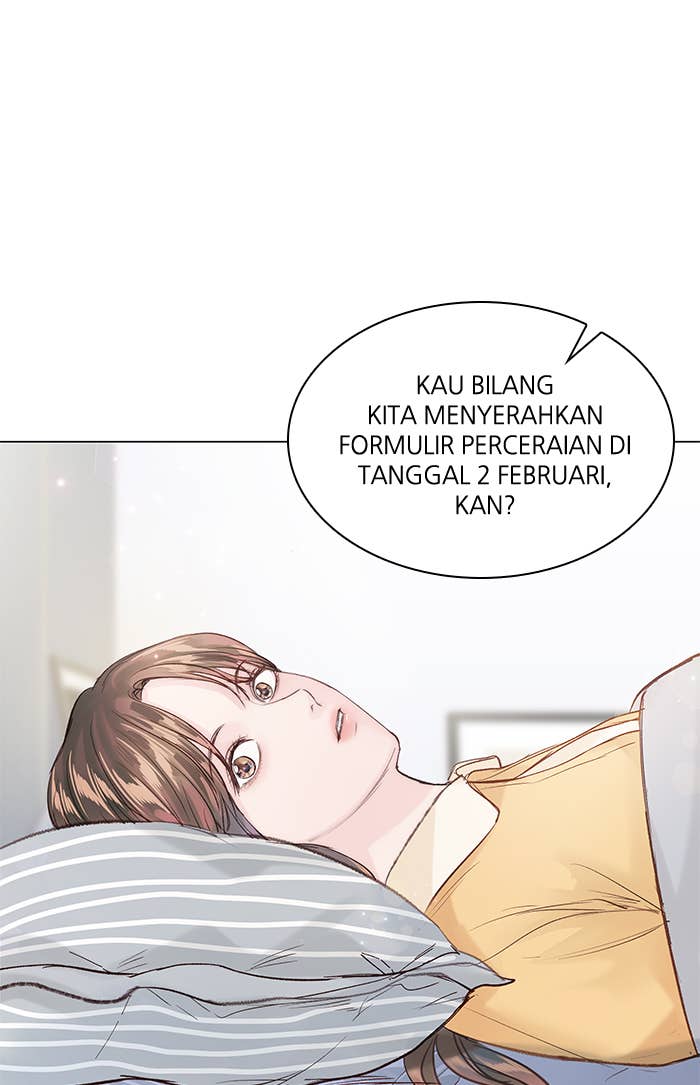 KAU BILANG
KITA MENYERAHKAN
FORMULIR PERCERAIAN DI
TANGGAL 2 FEBRUARI,
KAN?